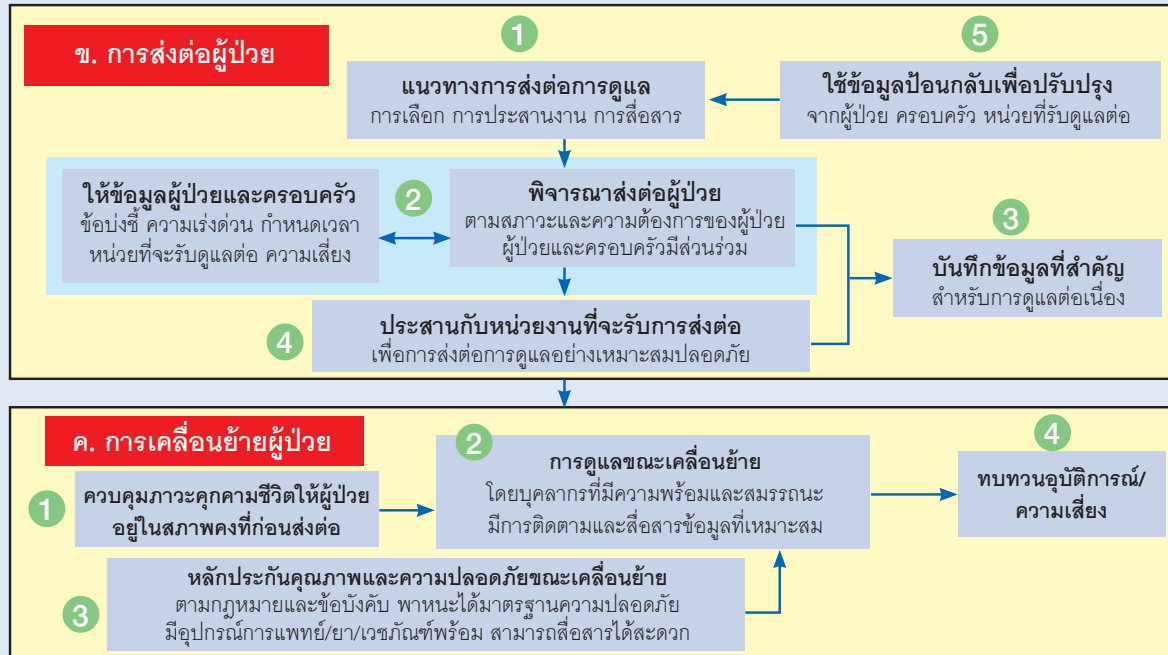 ข. การส่งต่อผู้ป่วย
1
แนวทางการส่งต่อการดูแล
การเลือก การประสานงาน การสื่อสาร
5
ใช้ข้อมูลป้อนกลับเพื่อปรับปรุง
จากผู้ป่วย ครอบครัว หน่วยที่รับดูแลต่อ
ให้ข้อมูลผู้ป่วยและครอบครัว
ข้อบ่งชี้ ความเร่งด่วน กำหนดเวลา
หน่วยที่จะรับดูแลต่อ ความเสี่ยง
2
พิจารณาส่งต่อผู้ป่วย
ตามสภาวะและความต้องการของผู้ป่วย
ผู้ป่วยและครอบครัวมีส่วนร่วม
3
บันทึกข้อมูลที่สำคัญ
สำหรับการดูแลต่อเนื่อง
4
ประสานกับหน่วยงานที่จะรับการส่งต่อ
เพื่อการส่งต่อการดูแลอย่างเหมาะสมปลอดภัย
ค. การเคลื่อนย้ายผู้ป่วย
1
ควบคุมภาวะคุกคามชีวิตให้ผู้ป่วย
อยู่ในสภาพคงที่ก่อนส่งต่อ
2
การดูแลขณะเคลื่อนย้าย
โดยบุคลากรที่มีความพร้อมและสมรรถนะ
มีการติดตามและสื่อสารข้อมูลที่เหมาะสม
4
ทบทวนอุบัติการณ์/
ความเสี่ยง
3
หลักประกันคุณภาพและความปลอดภัยขณะเคลื่อนย้าย
ตามกฎหมายและข้อบังคับ พาหนะได้มาตรฐานความปลอดภัย
มีอุปกรณ์การแพทย์/ยา/เวชภัณฑ์พร้อม สามารถสื่อสารได้สะดวก